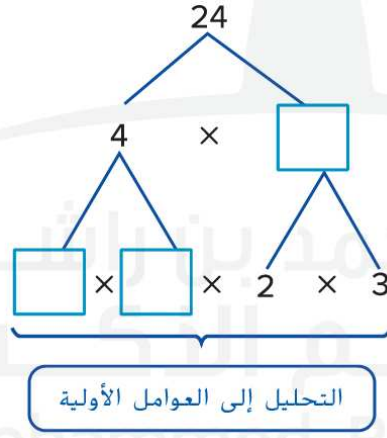 24
4 ×
× × 2 × 3
التحليل إلى العوامل الأولية